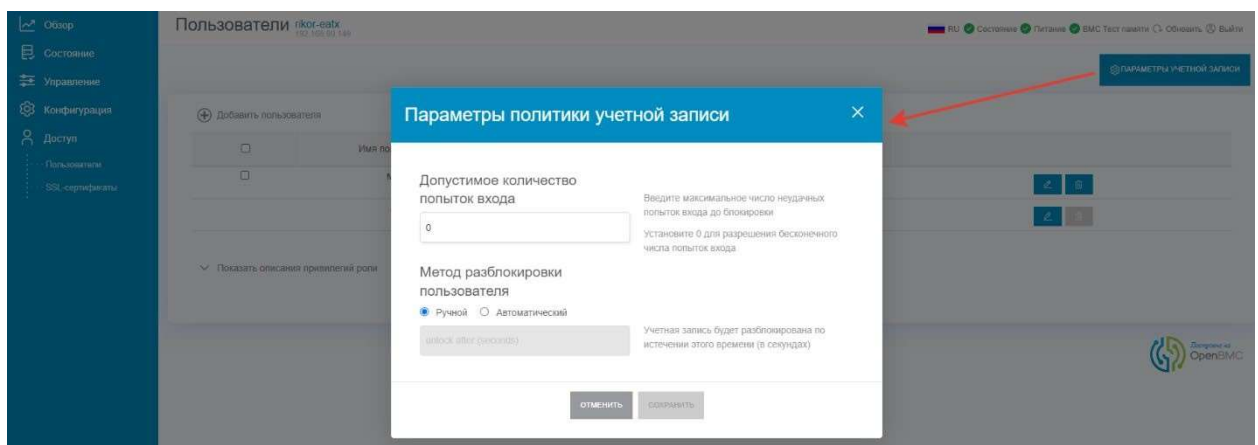 Обзор
Состояние
Управление
Конфигурация
Доступ
Пользователи
SSL-сертификаты
Пользователи rikor-eatx
RU Состояние Питание BMC Тест памяти Обновить Выйти
ПАРАМЕТРЫ УЧЕТНОЙ ЗАПИСИ
Добавить пользователя
Имя по
Показать описания привилегий роли
Параметры политики учетной записи
Допустимое количество
попыток входа
0
Введите максимальное число неудачных
попыток входа до блокировки
Установите 0 для разрешения бесконечного
числа попыток входа
Метод разблокировки
пользователя
Ручной Автоматический
unlock after (seconds)
Учетная запись будет разблокирована по
истечении этого времени (в секундах)
ОТМЕНИТЬ
СОХРАНИТЬ
OpenBMC